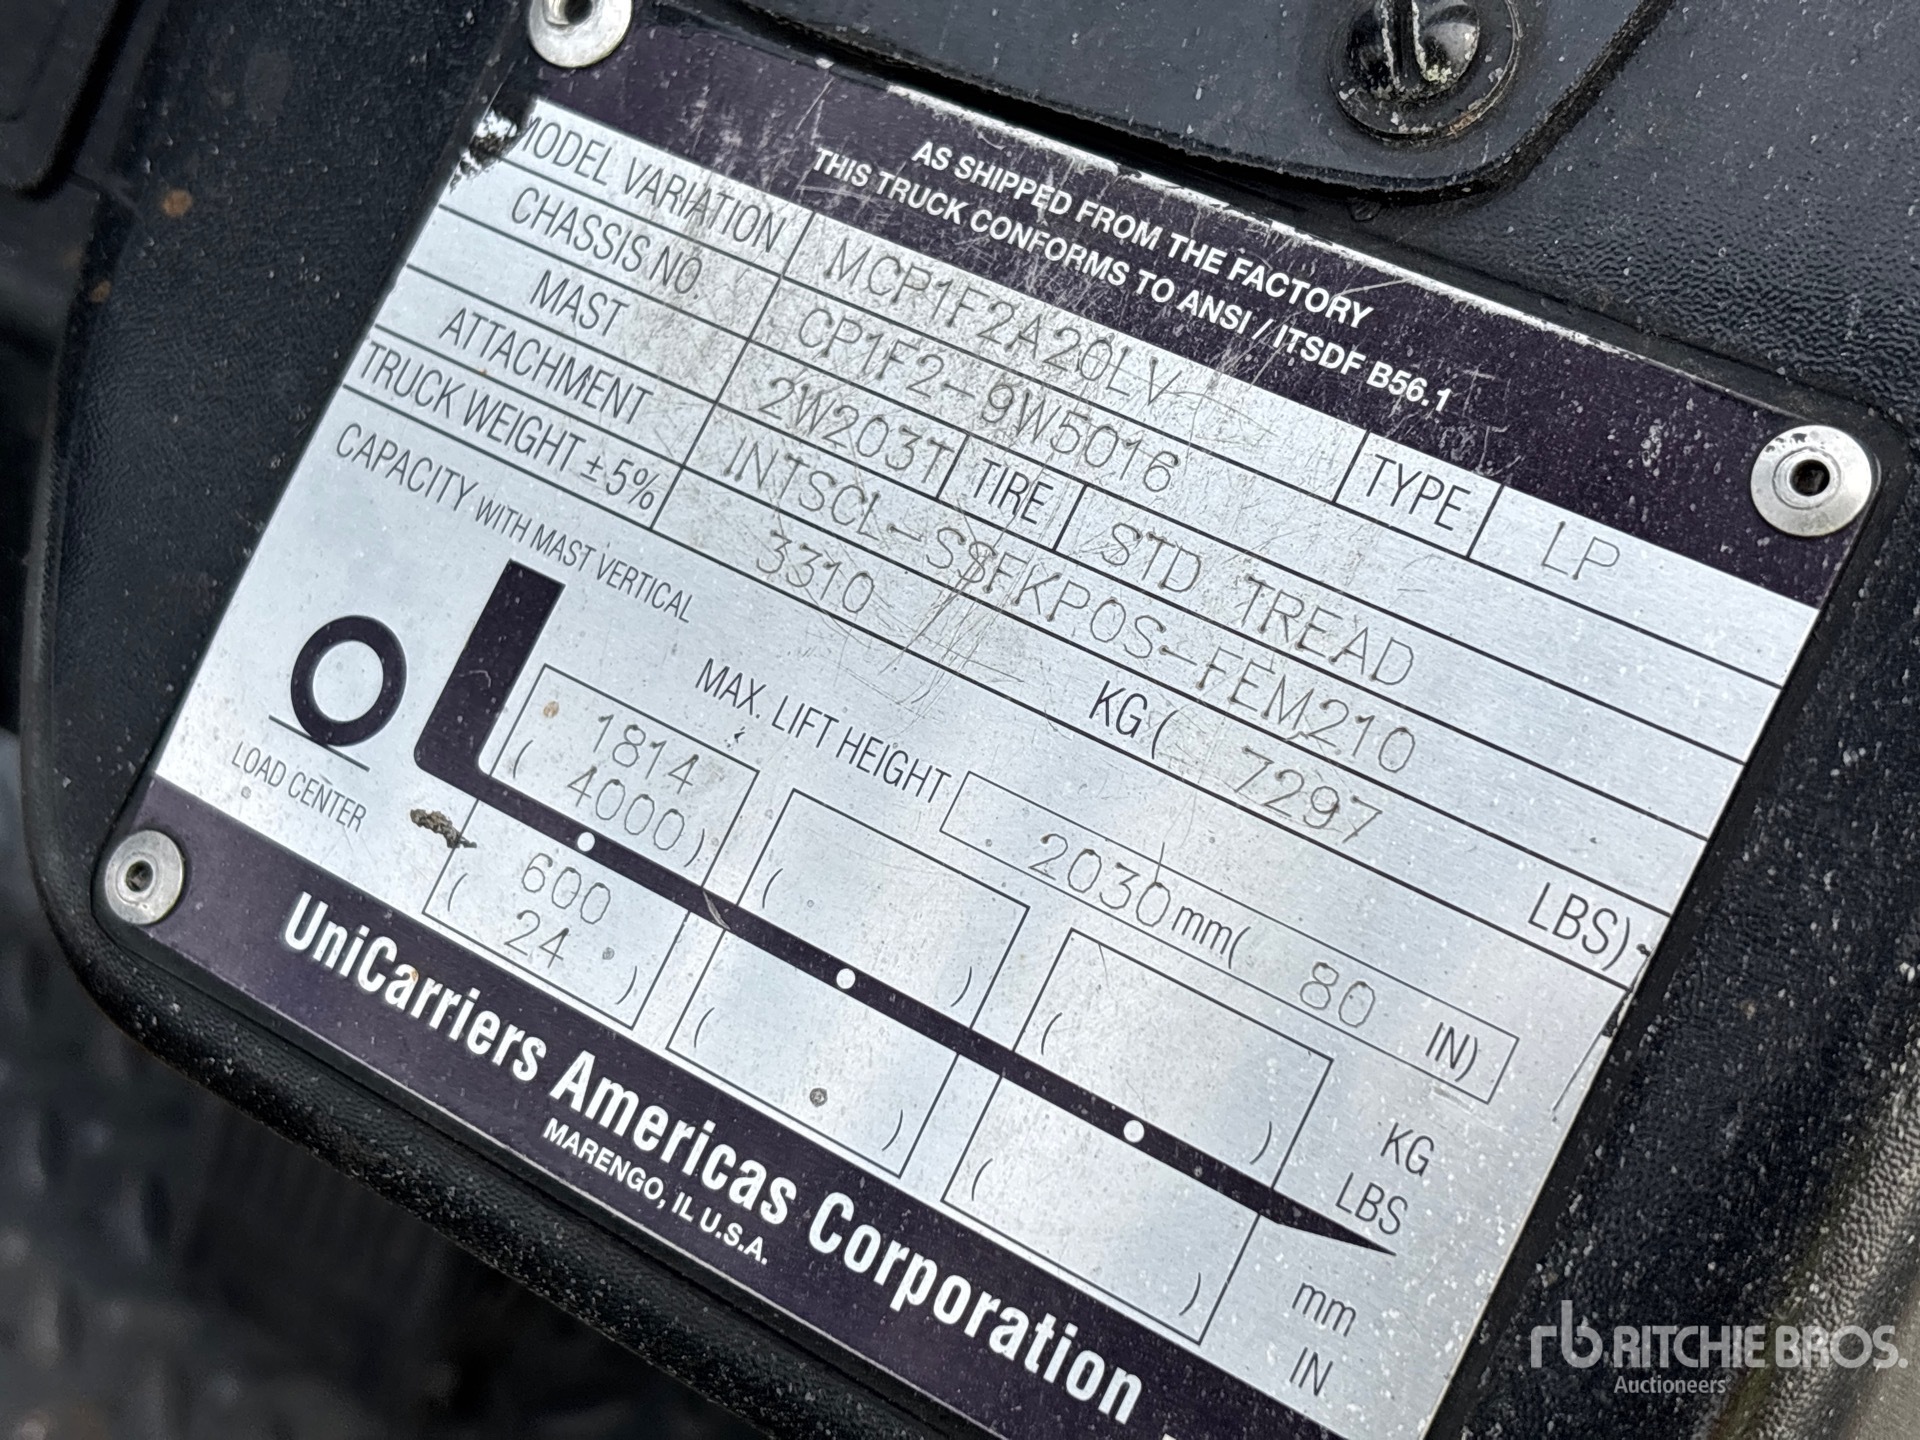 AS SHIPPED FROM THE FACTORY
THIS TRUCK CONFORMS TO ANSI / ITSDF B56.1
MODEL VARIATION MCP1F2A20LV TYPE LP
CHASSIS NO. CP1F2-9W5016
MAST 2W203T TIRE STD TREAD
ATTACHMENT INTSCL-SSFKPOS-FEM210
TRUCK WEIGHT ±5% 3310 KG ( 7297 LBS)
CAPACITY WITH MAST VERTICAL
MAX. LIFT HEIGHT 2030 mm( 80 IN)
1814 KG
( 4000 ) ( ) ( ) LBS
LOAD CENTER
600 mm
( 24 ) ( ) ( ) IN
UniCarriers Americas Corporation
MARENGO, IL U.S.A.
rb RITCHIE BROS.
Auctioneers